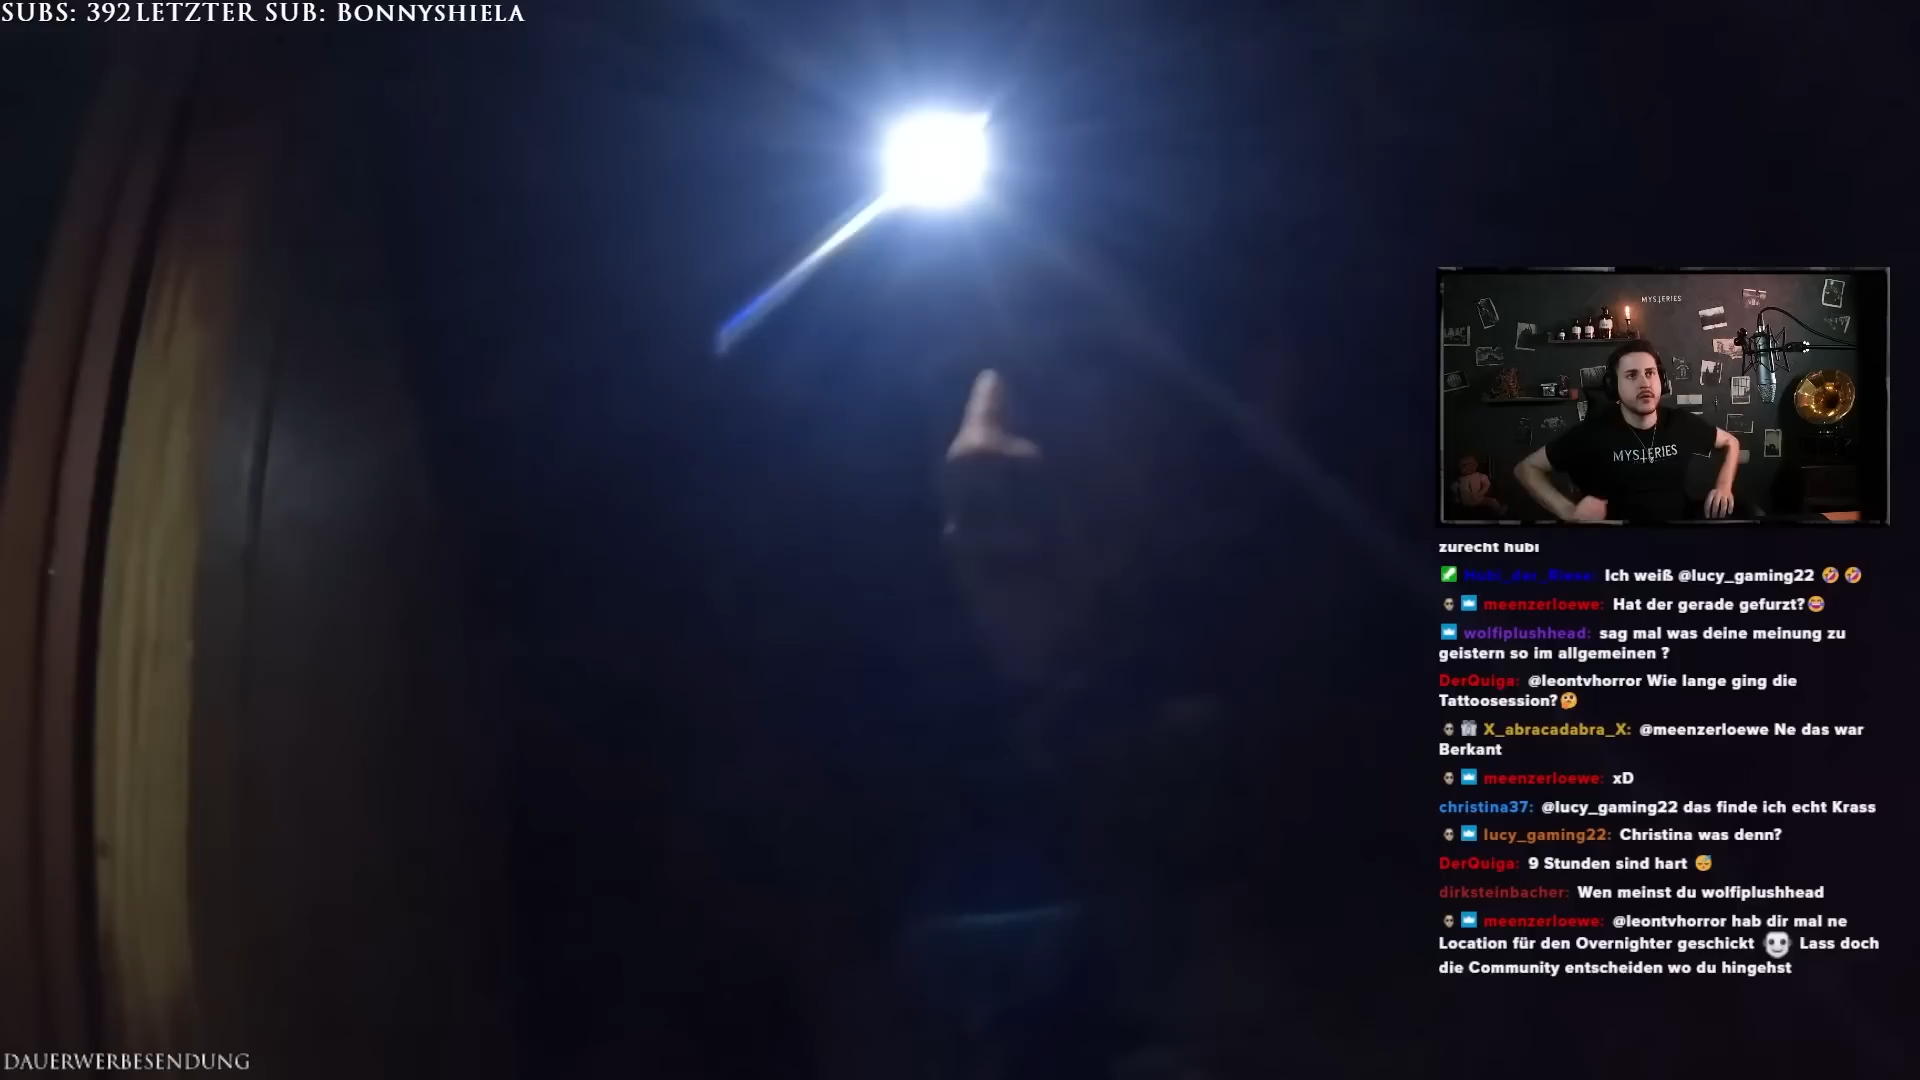 SUBS: 392 LETZTER SUB: BONNYSHIELA
MYSTERIES
MYSTERIES
zurecht hubi
Hubi_der_Riese: Ich weiß @lucy_gaming22 🤣 🤣
meenzerloewe: Hat der gerade gefurzt?😂
wolfiplushhead: sag mal was deine meinung zu
geistern so im allgemeinen ?
DerQuiga: @leontvhorror Wie lange ging die
Tattoosession?🤔
X_abracadabra_X: @meenzerloewe Ne das war
Berkant
meenzerloewe: xD
christina37: @lucy_gaming22 das finde ich echt Krass
lucy_gaming22: Christina was denn?
DerQuiga: 9 Stunden sind hart 😴
dirksteinbacher: Wen meinst du wolfiplushhead
meenzerloewe: @leontvhorror hab dir mal ne
Location für den Overnighter geschickt Lass doch
die Community entscheiden wo du hingehst
DAUERWERBESENDUNG